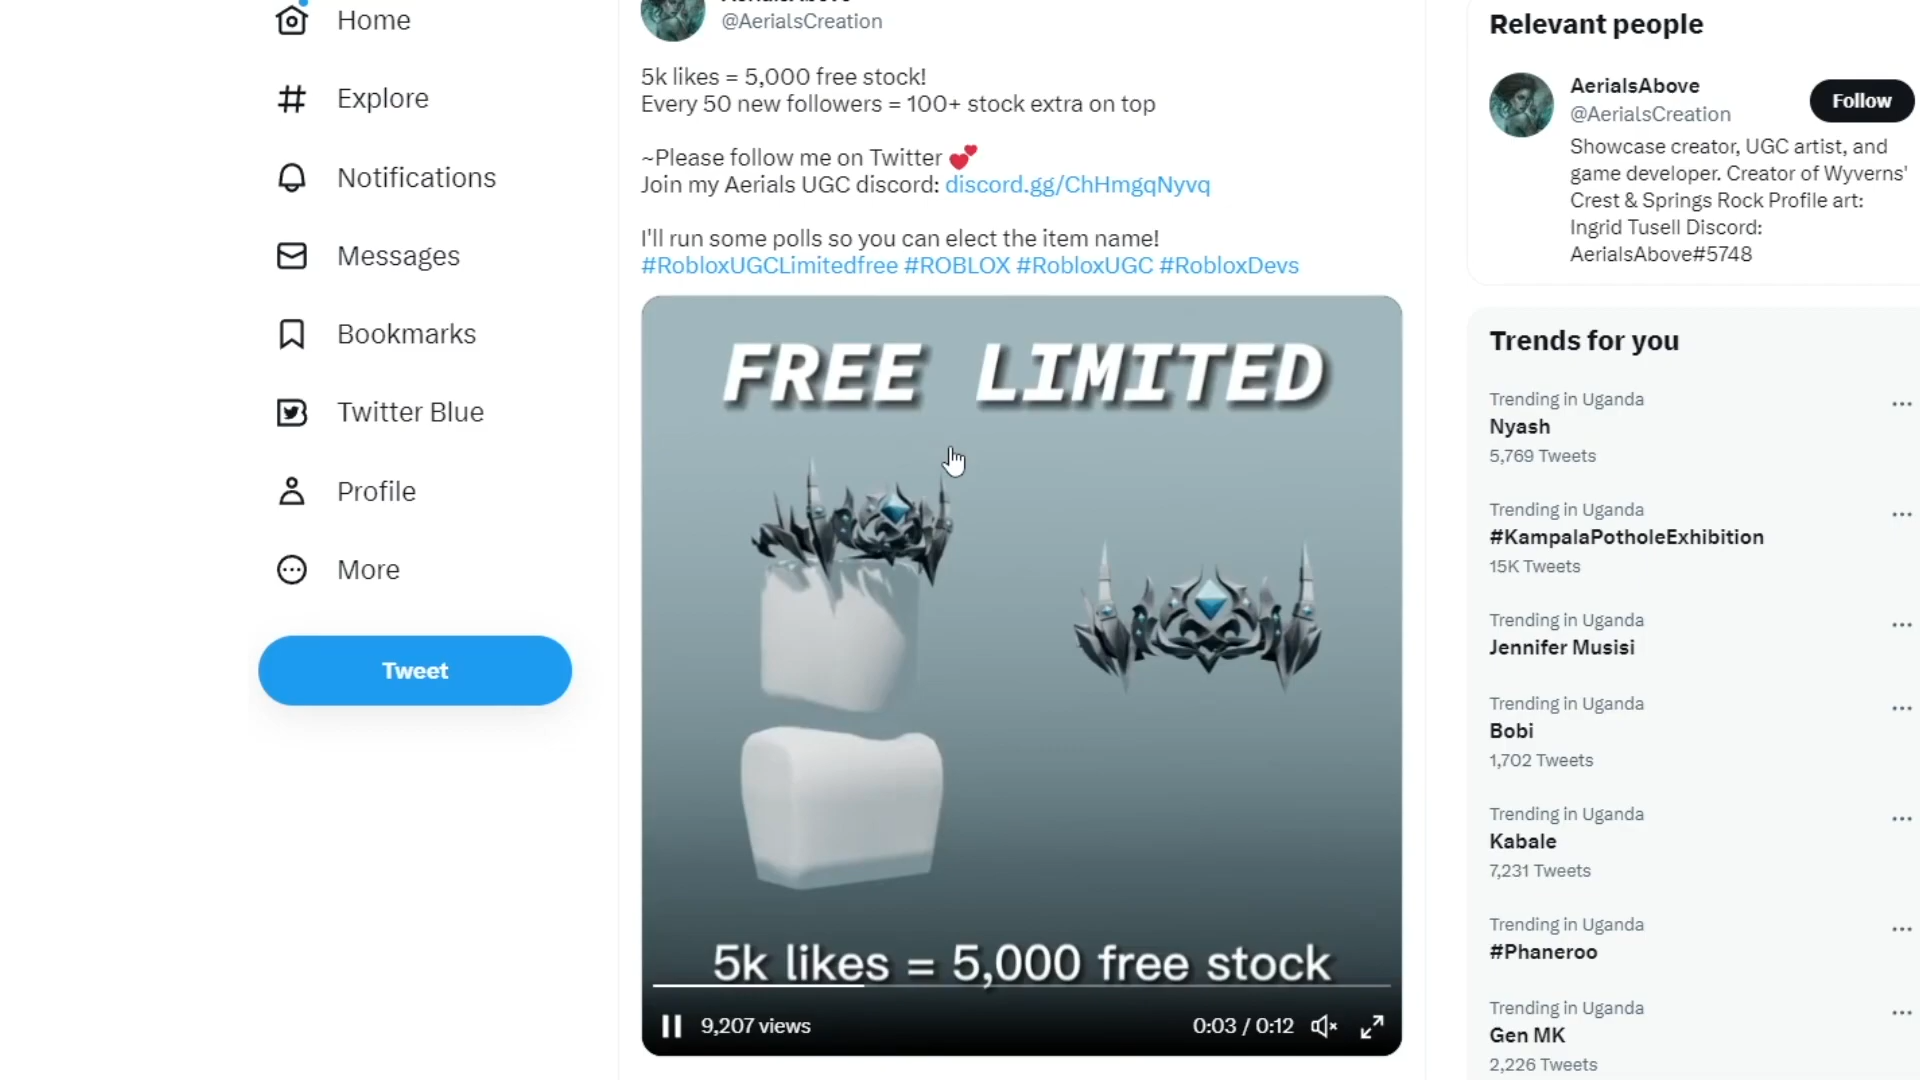 Home
Explore
Notifications
Messages
Bookmarks
Twitter Blue
Profile
More
Tweet
@AerialsCreation
5k likes = 5,000 free stock!
Every 50 new followers = 100+ stock extra on top
~Please follow me on Twitter 💕
Join my Aerials UGC discord: discord.gg/ChHmgqNyvq
I'll run some polls so you can elect the item name!
#RobloxUGCLimitedfree #ROBLOX #RobloxUGC #RobloxDevs
FREE LIMITED
5k likes = 5,000 free stock
9,207 views
0:03 / 0:12
Relevant people
AerialsAbove
@AerialsCreation
Follow
Showcase creator, UGC artist, and
game developer. Creator of Wyverns'
Crest & Springs Rock Profile art:
Ingrid Tusell Discord:
AerialsAbove#5748
Trends for you
Trending in Uganda
Nyash
5,769 Tweets
Trending in Uganda
#KampalaPotholeExhibition
15K Tweets
Trending in Uganda
Jennifer Musisi
Trending in Uganda
Bobi
1,702 Tweets
Trending in Uganda
Kabale
7,231 Tweets
Trending in Uganda
#Phaneroo
Trending in Uganda
Gen MK
2,226 Tweets